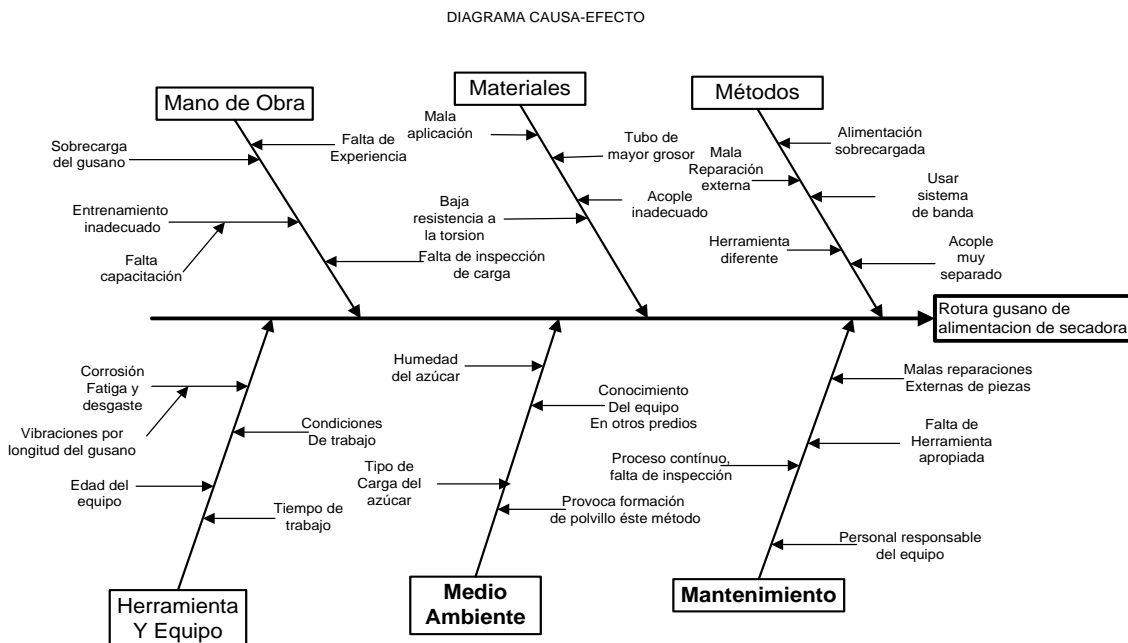 DIAGRAMA CAUSA-EFECTO
Mano de Obra
Materiales
Métodos
Sobrecarga
del gusano
Falta de
Experiencia
Entrenamiento
inadecuado
Falta
capacitación
Falta de inspección
de carga
Mala
aplicación
Tubo de
mayor grosor
Acople
inadecuado
Baja
resistencia a
la torsion
Alimentación
sobrecargada
Mala
Reparación
externa
Usar
sistema
de banda
Herramienta
diferente
Acople
muy
separado
Rotura gusano de
alimentacion de secadora
Corrosión
Fatiga y
desgaste
Vibraciones por
longitud del gusano
Condiciones
De trabajo
Edad del
equipo
Tiempo de
trabajo
Humedad
del azúcar
Conocimiento
Del equipo
En otros predios
Tipo de
Carga del
azúcar
Provoca formación
de polvillo éste método
Malas reparaciones
Externas de piezas
Falta de
Herramienta
apropiada
Proceso contínuo,
falta de inspección
Personal responsable
del equipo
Herramienta
Y Equipo
Medio
Ambiente
Mantenimiento